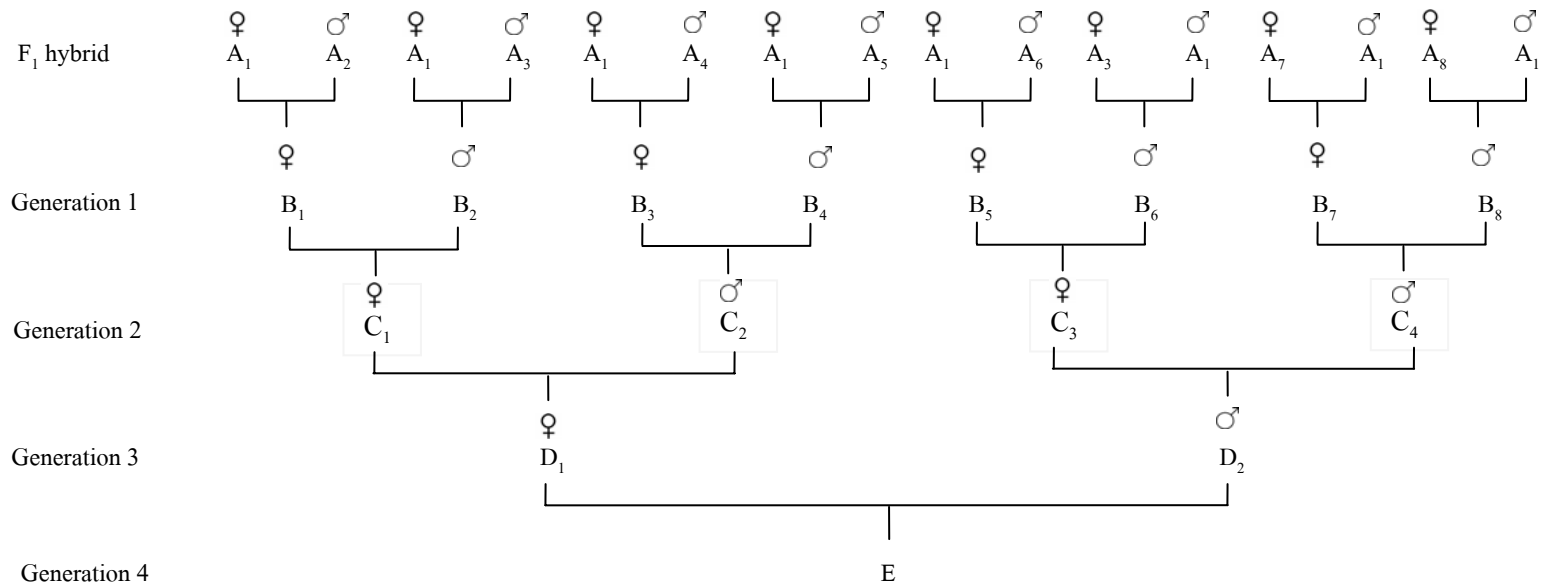 ♀ ♂ ♀ ♂ ♀ ♂ ♀ ♂ ♀ ♂ ♀ ♂ ♀ ♂ ♀ ♂
F₁ hybrid A₁ A₂ A₁ A₃ A₁ A₄ A₁ A₅ A₁ A₆ A₃ A₁ A₇ A₁ A₈ A₁
♀ ♂ ♀ ♂ ♀ ♂ ♀ ♂
Generation 1 B₁ B₂ B₃ B₄ B₅ B₆ B₇ B₈
♀ ♂ ♀ ♂
Generation 2 C₁ C₂ C₃ C₄
♀ ♂
Generation 3 D₁ D₂
Generation 4 E